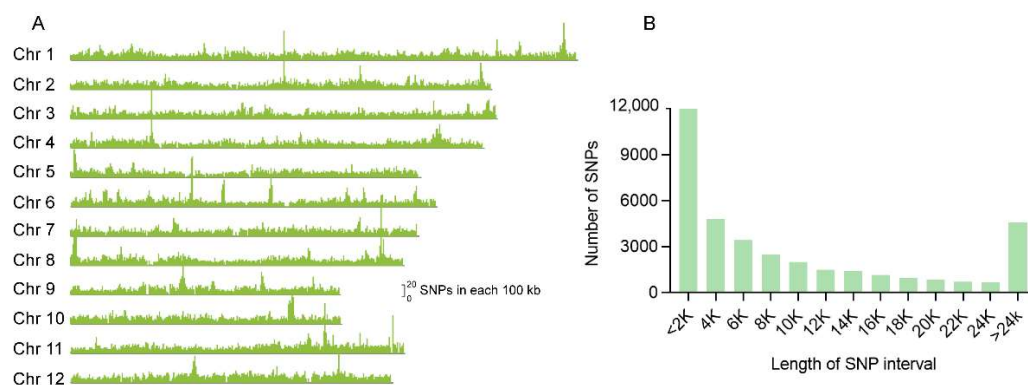 A
Chr 1
Chr 2
Chr 3
Chr 4
Chr 5
Chr 6
Chr 7
Chr 8
Chr 9
Chr 10
Chr 11
Chr 12
20
0
SNPs in each 100 kb
B
12,000
9000
6000
3000
0
Number of SNPs
<2K
4K
6K
8K
10K
12K
14K
16K
18K
20K
22K
24K
>24k
Length of SNP interval